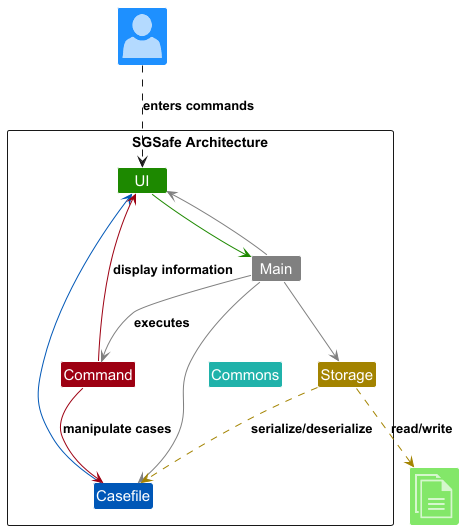 enters commands
SGSafe Architecture
UI
display information
Main
executes
Command
Commons
Storage
manipulate cases
serialize/deserialize
read/write
Casefile